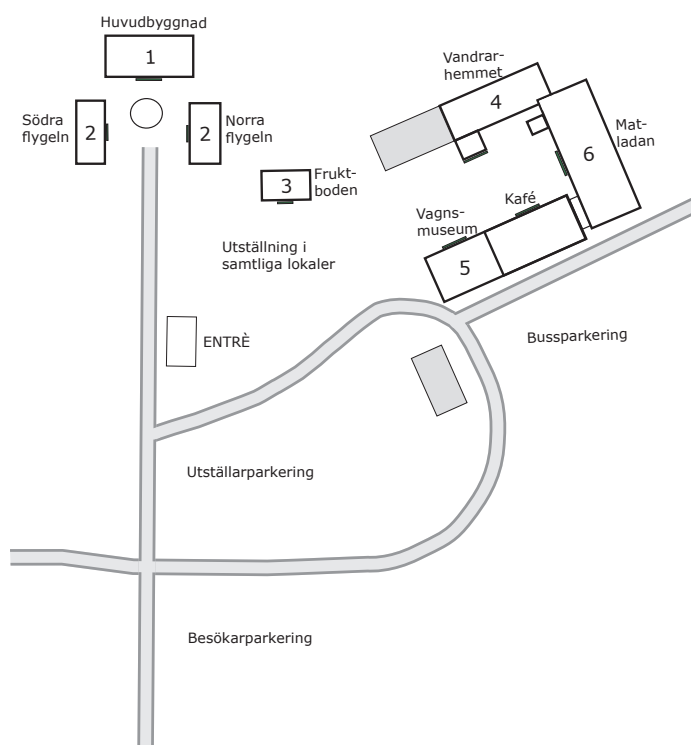 Huvudbyggnad
1
Södra
flygeln
2
2
Norra
flygeln
3
Frukt-
boden
Vandrar-
hemmet
4
Mat-
ladan
6
Vagns-
museum
5
Kafé
Utställning i
samtliga lokaler
ENTRÈ
Bussparkering
Utställarparkering
Besökarparkering